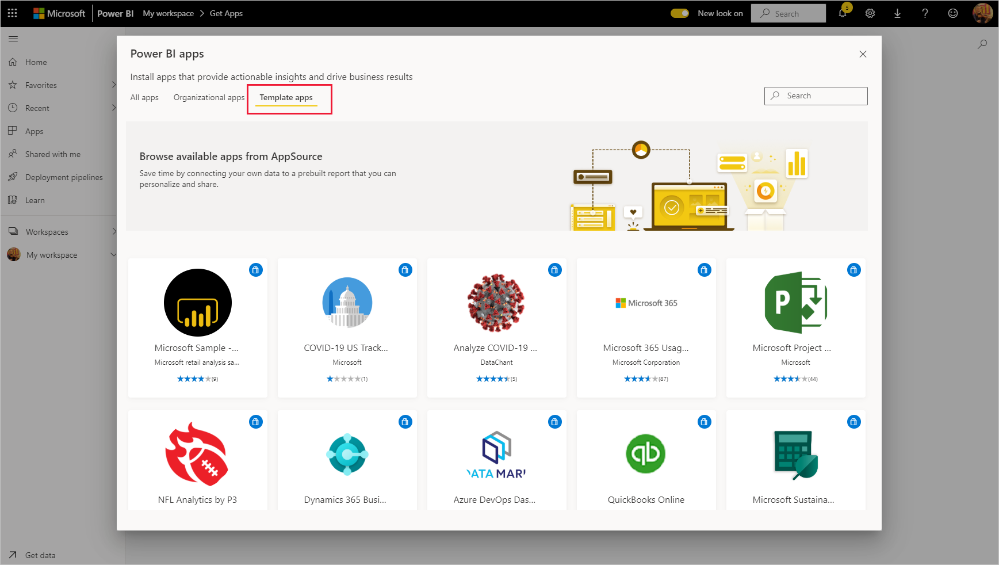 Microsoft Power BI My workspace Get Apps New look on Search 5
Power BI apps
Home
Install apps that provide actionable insights and drive business results
Favorites
All apps Organizational apps Template apps Search
Recent
Apps
Shared with me
Deployment pipelines
Learn
Workspaces
My workspace
Get data
Browse available apps from AppSource
Save time by connecting your own data to a prebuilt report that you can
personalize and share.
Microsoft Sample -...
Microsoft retail analysis sa...
(9)
COVID-19 US Track...
Microsoft
(1)
Analyze COVID-19 ...
DataChant
(5)
Microsoft 365
Microsoft 365 Usag...
Microsoft Corporation
(87)
P
Microsoft Project ...
Microsoft
(44)
NFL Analytics by P3
Dynamics 365 Busi...
DATA MARK
Azure DevOps Das...
qb
QuickBooks Online
Microsoft Sustaina...